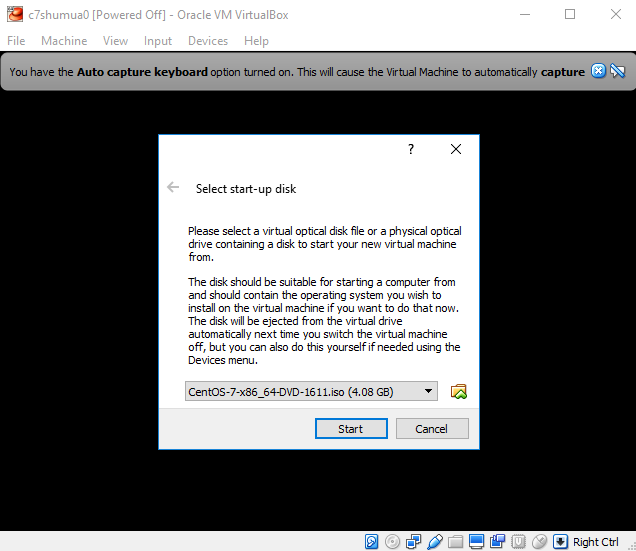 c7shumua0 [Powered Off] - Oracle VM VirtualBox
File Machine View Input Devices Help
You have the Auto capture keyboard option turned on. This will cause the Virtual Machine to automatically capture
?
Select start-up disk
Please select a virtual optical disk file or a physical optical
drive containing a disk to start your new virtual machine
from.
The disk should be suitable for starting a computer from
and should contain the operating system you wish to
install on the virtual machine if you want to do that now.
The disk will be ejected from the virtual drive
automatically next time you switch the virtual machine
off, but you can also do this yourself if needed using the
Devices menu.
CentOS-7-x86_64-DVD-1611.iso (4.08 GB)
Start Cancel
Right Ctrl